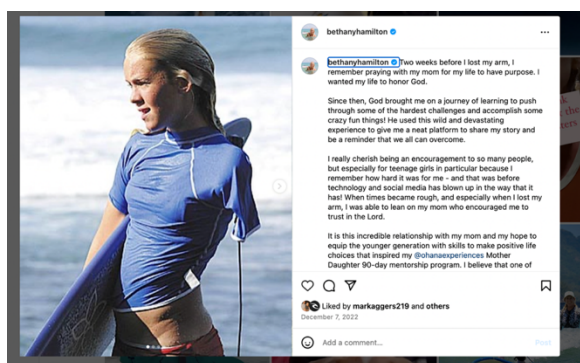 bethanyhamilton
bethanyhamilton Two weeks before I lost my arm, I
remember praying with my mom for my life to have purpose. I
wanted my life to honor God.
Since then, God brought me on a journey of learning to push
through some of the hardest challenges and accomplish some
crazy fun things! He used this wild and devastating
experience to give me a neat platform to share my story and
be a reminder that we all can overcome.
I really cherish being an encouragement to so many people,
but especially for teenage girls in particular because I
remember how hard it was for me - and that was before
technology and social media has blown up in the way that it
has! When times became rough, and especially when I lost my
arm, I was able to lean on my mom who encouraged me to
trust in the Lord.
It is this incredible relationship with my mom and my hope to
equip the younger generation with skills to make positive life
choices that inspired my @ohanaexperiences Mother
Daughter 90-day mentorship program. I believe that one of
Liked by markaggers219 and others
December 7, 2022
Add a comment...
Post